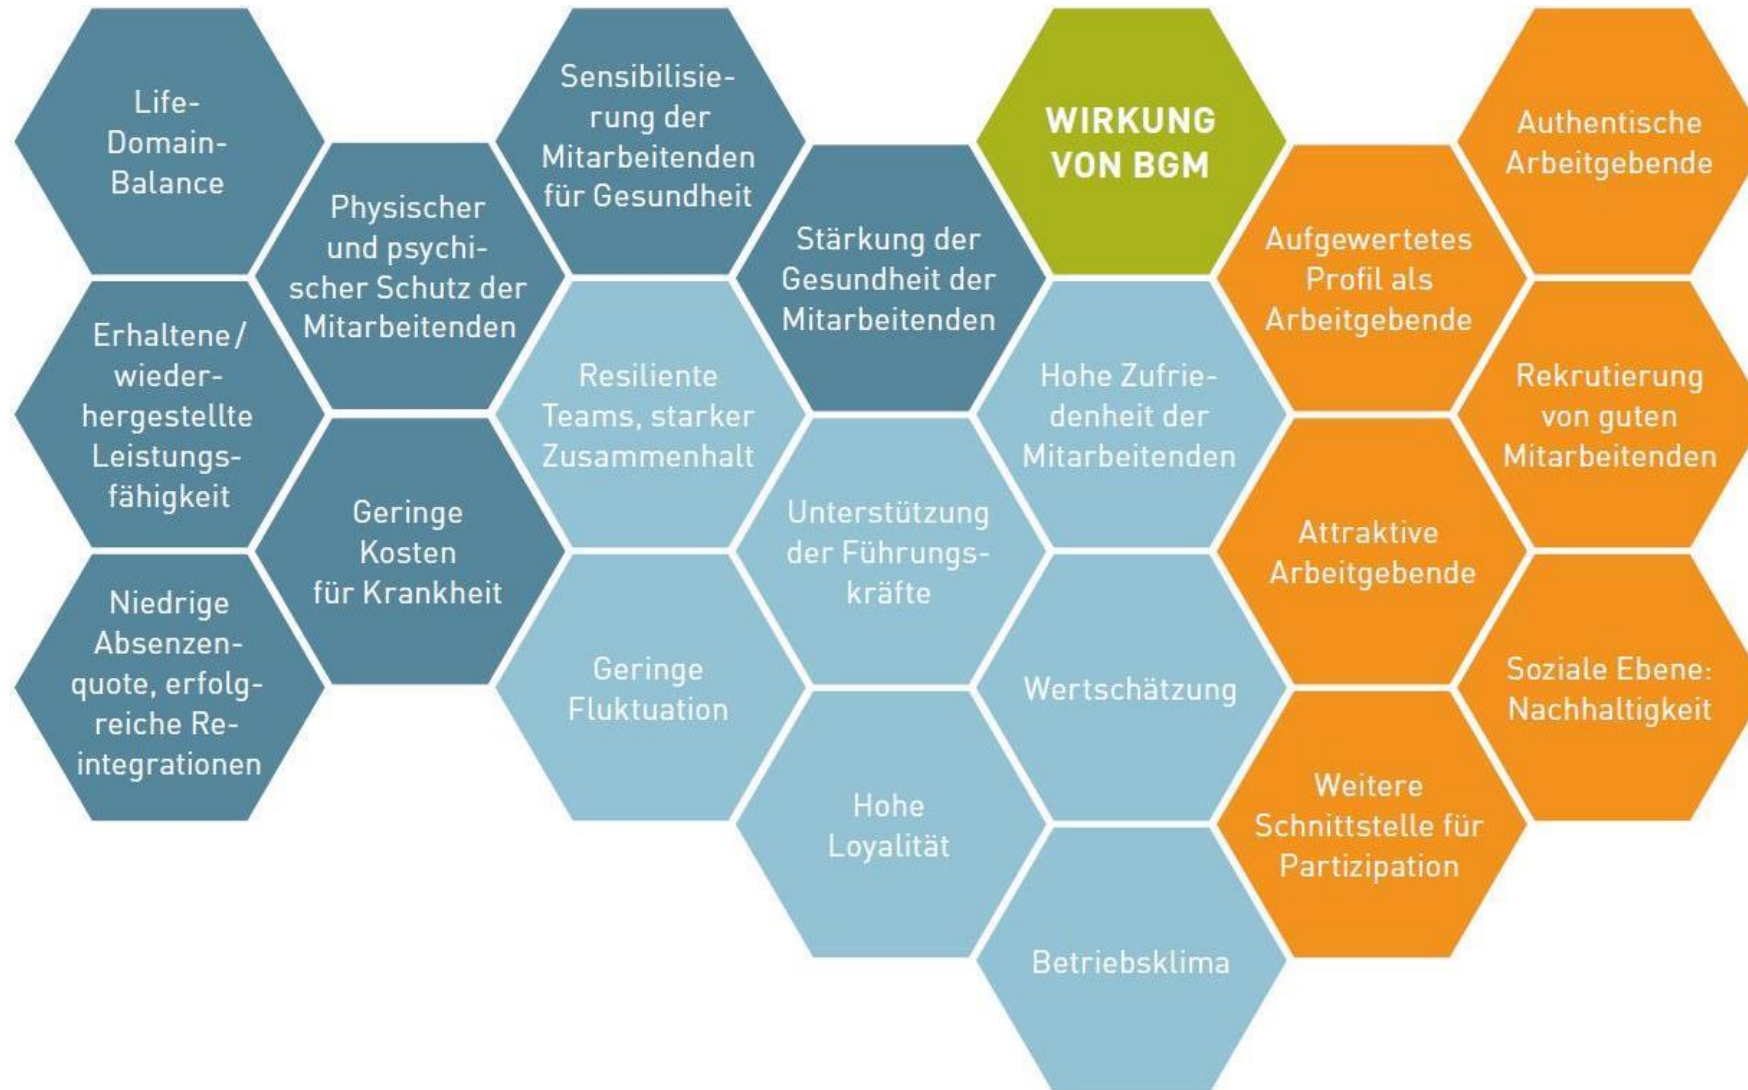 Life-
Domain-
Balance
Sensibilisie-
rung der
Mitarbeitenden
für Gesundheit
WIRKUNG
VON BGM
Authentische
Arbeitgebende
Physischer
und psychi-
scher Schutz der
Mitarbeitenden
Stärkung der
Gesundheit der
Mitarbeitenden
Aufgewertetes
Profil als
Arbeitgebende
Erhaltene/
wieder-
hergestellte
Leistungs-
fähigkeit
Resiliente
Teams, starker
Zusammenhalt
Hohe Zufrie-
denheit der
Mitarbeitenden
Rekrutierung
von guten
Mitarbeitenden
Geringe
Kosten
für Krankheit
Unterstützung
der Führungs-
kräfte
Attraktive
Arbeitgebende
Niedrige
Absenzen-
quote, erfolg-
reiche Re-
integrationen
Geringe
Fluktuation
Wertschätzung
Soziale Ebene:
Nachhaltigkeit
Hohe
Loyalität
Weitere
Schnittstelle für
Partizipation
Betriebsklima